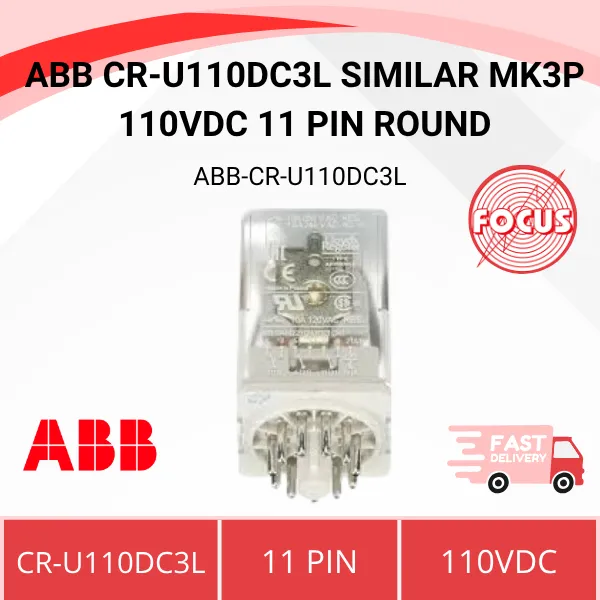 ABB CR-U110DC3L SIMILAR MK3P
110VDC 11 PIN ROUND
ABB-CR-U110DC3L
FOCUS
ABB
FAST
DELIVERY
CR-U110DC3L
11 PIN
110VDC